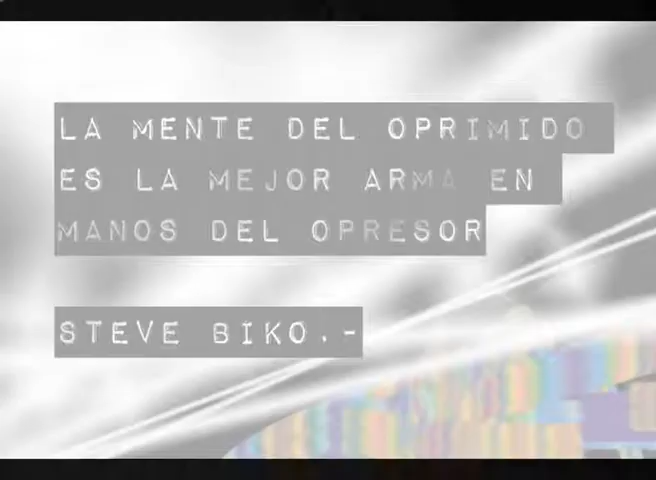 LA MENTE DEL OPRIMIDO
ES LA MEJOR ARMA EN
MANOS DEL OPRESOR
STEVE BIKO.-